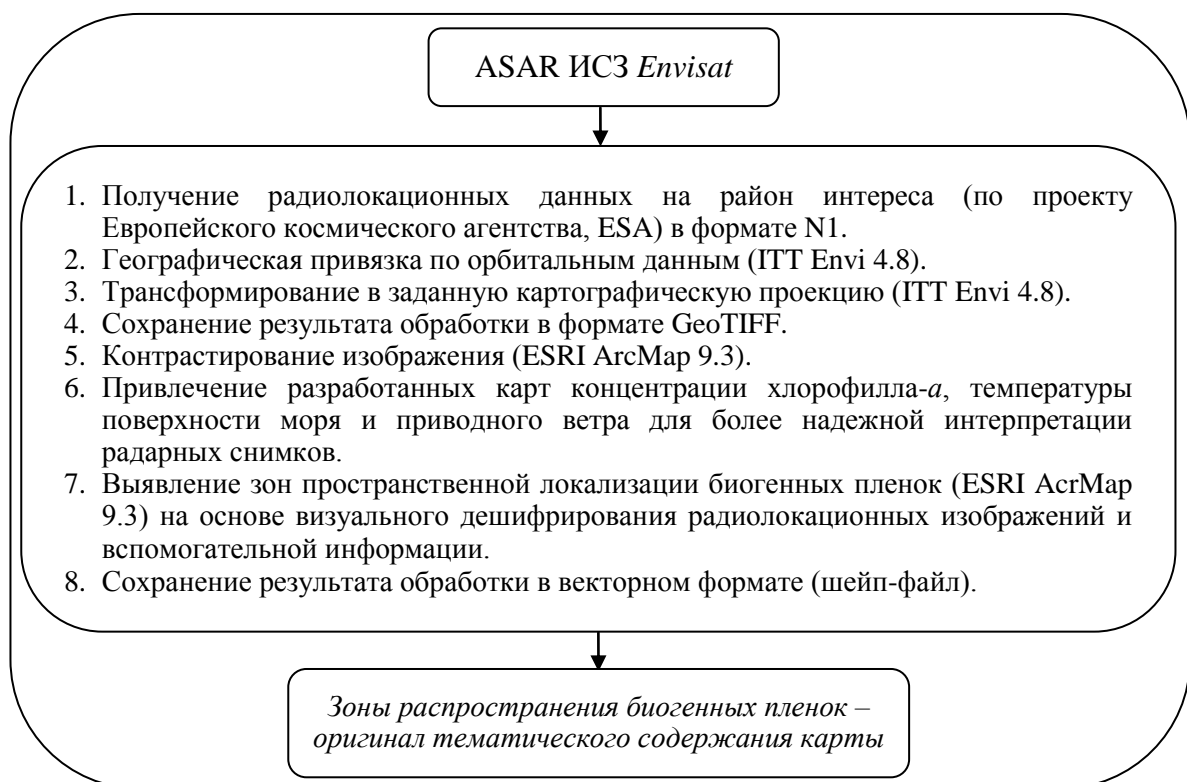 ASAR ИСЗ Envisat
1. Получение радиолокационных данных на район интереса (по проекту
Европейского космического агентства, ESA) в формате N1.
2. Географическая привязка по орбитальным данным (ITT Envi 4.8).
3. Трансформирование в заданную картографическую проекцию (ITT Envi 4.8).
4. Сохранение результата обработки в формате GeoTIFF.
5. Контрастирование изображения (ESRI ArcMap 9.3).
6. Привлечение разработанных карт концентрации хлорофилла-а, температуры
поверхности моря и приводного ветра для более надежной интерпретации
радарных снимков.
7. Выявление зон пространственной локализации биогенных пленок (ESRI AcrMap
9.3) на основе визуального дешифрирования радиолокационных изображений и
вспомогательной информации.
8. Сохранение результата обработки в векторном формате (шейп-файл).
Зоны распространения биогенных пленок –
оригинал тематического содержания карты